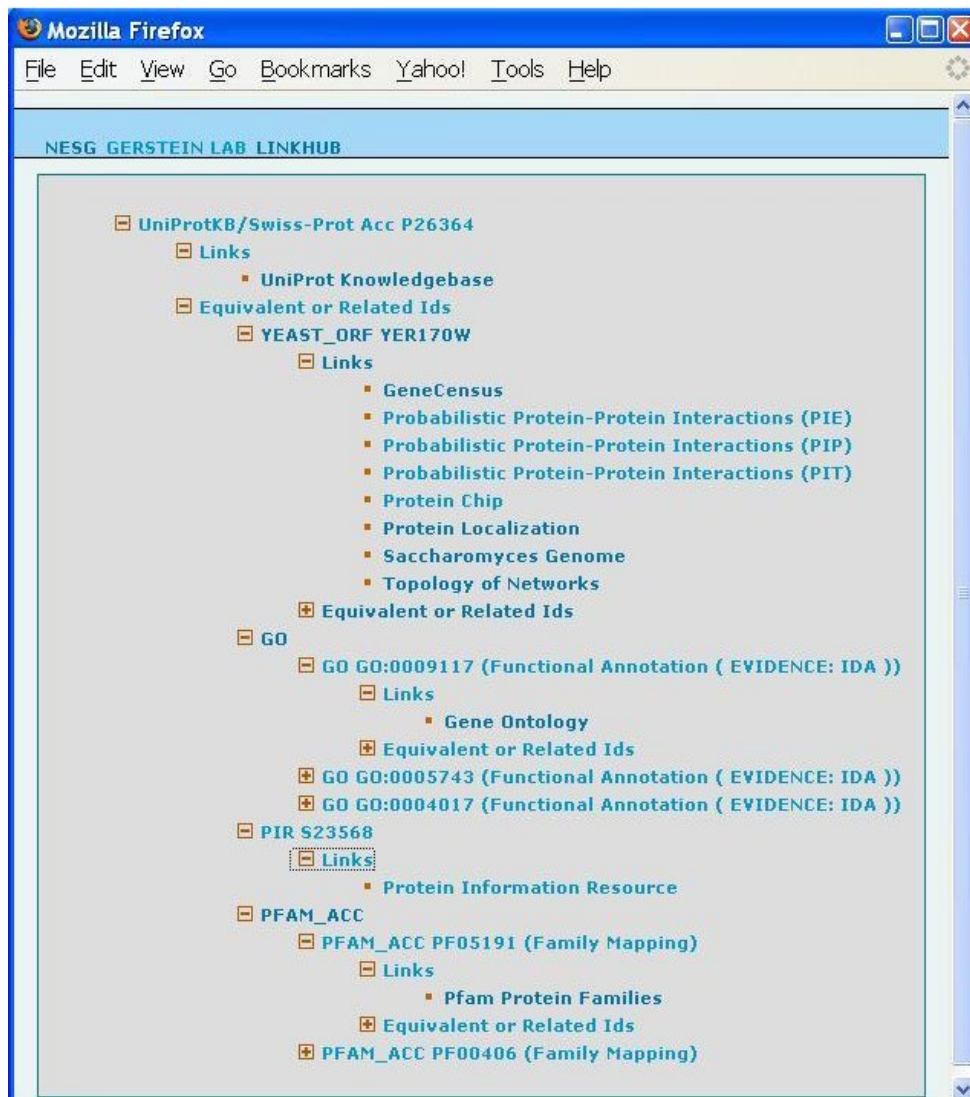 Mozilla Firefox
File Edit View Go Bookmarks Yahoo! Tools Help
NESG GERSTEIN LAB LINKHUB
UniProtKB/Swiss-Prot Acc P26364
Links
UniProt Knowledgebase
Equivalent or Related Ids
YEAST_ORF YER170W
Links
GeneCensus
Probabilistic Protein-Protein Interactions (PIE)
Probabilistic Protein-Protein Interactions (PIP)
Probabilistic Protein-Protein Interactions (PIT)
Protein Chip
Protein Localization
Saccharomyces Genome
Topology of Networks
Equivalent or Related Ids
GO
GO GO:0009117 (Functional Annotation ( EVIDENCE: IDA ))
Links
Gene Ontology
Equivalent or Related Ids
GO GO:0005743 (Functional Annotation ( EVIDENCE: IDA ))
GO GO:0004017 (Functional Annotation ( EVIDENCE: IDA ))
PIR S23568
Links
Protein Information Resource
PFAM_ACC
PFAM_ACC PF05191 (Family Mapping)
Links
Pfam Protein Families
Equivalent or Related Ids
PFAM_ACC PF00406 (Family Mapping)